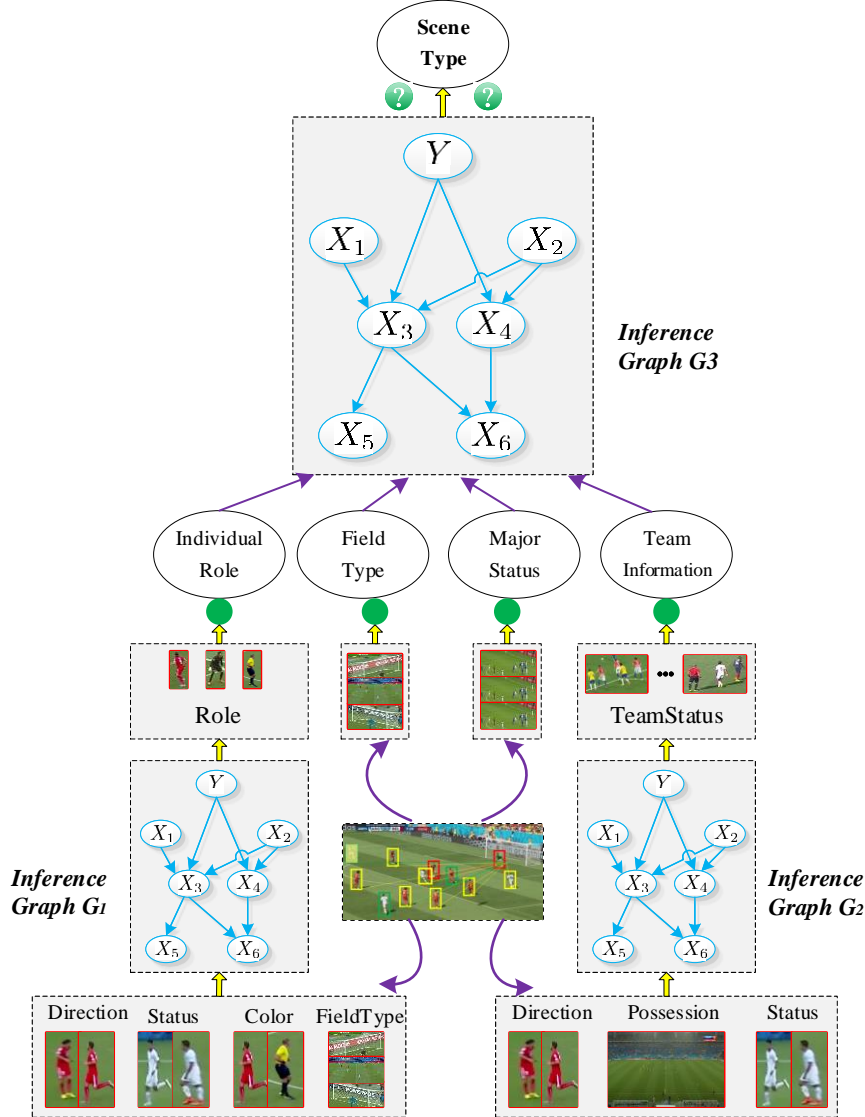 Scene
Type
? ?
Y
X1 X2
X3 X4
X5 X6
Inference
Graph G3
Individual
Role
Field
Type
Major
Status
Team
Information
Role
TeamStatus
Y
X1 X2
X3 X4
X5 X6
Inference
Graph G1
Y
X1 X2
X3 X4
X5 X6
Inference
Graph G2
Direction Status Color FieldType
Direction Possession Status